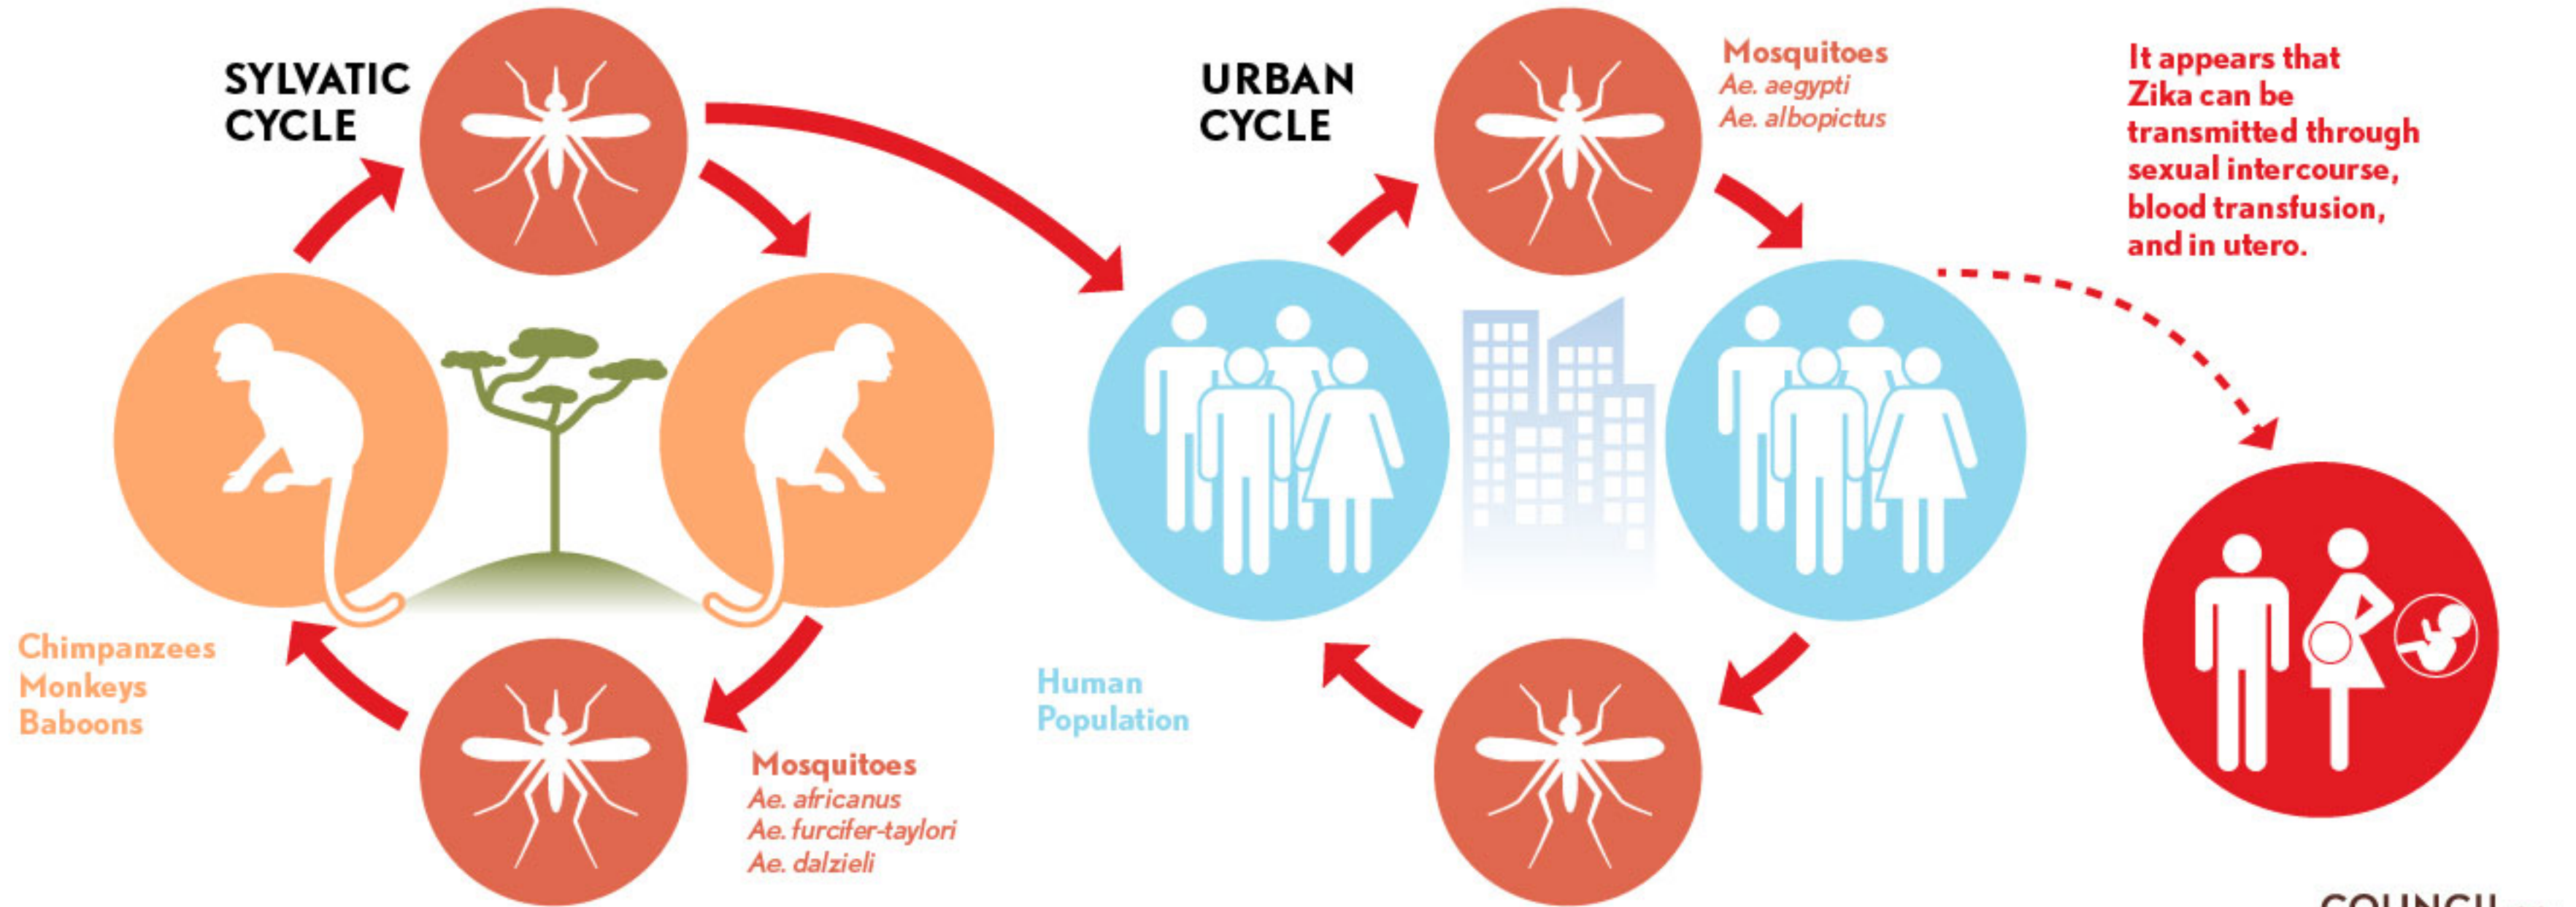 SYLVATIC
CYCLE
Chimpanzees
Monkeys
Baboons
Mosquitoes
Ae. africanus
Ae. furcifer-taylori
Ae. dalzieli
URBAN
CYCLE
Mosquitoes
Ae. aegypti
Ae. albopictus
Human
Population
It appears that
Zika can be
transmitted through
sexual intercourse,
blood transfusion,
and in utero.